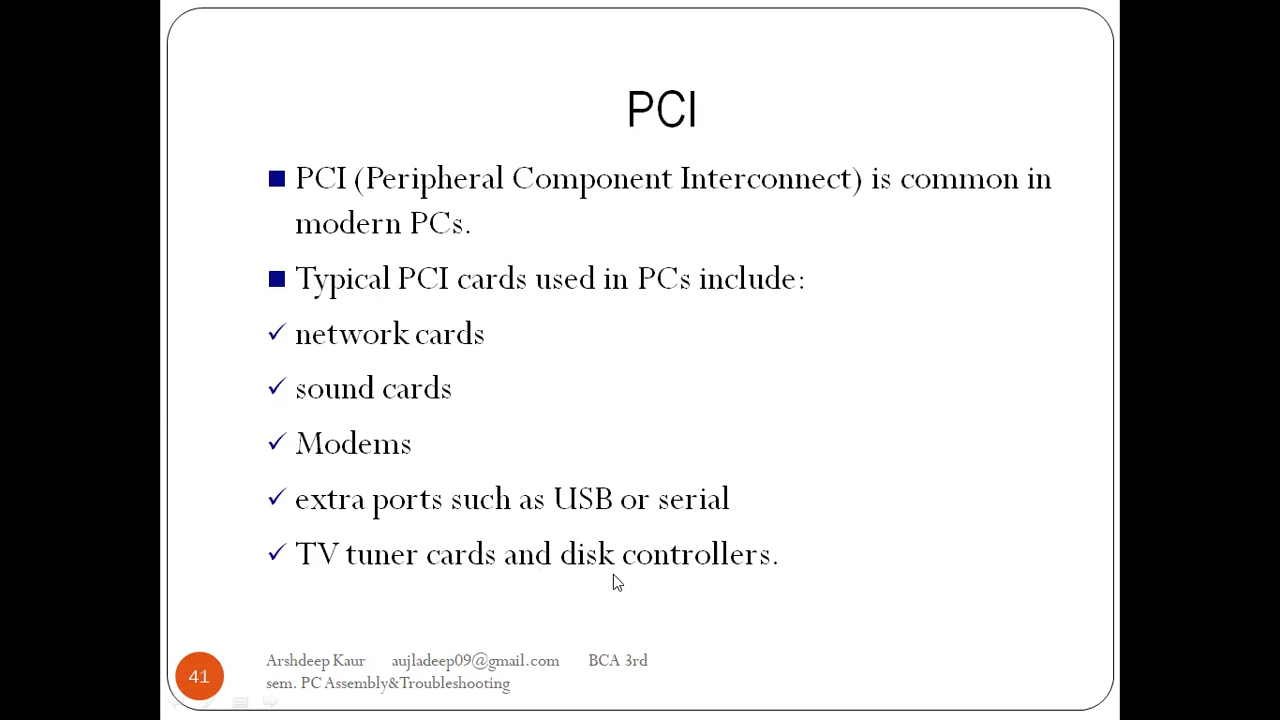 PCI
PCI (Peripheral Component Interconnect) is common in
modern PCs.
Typical PCI cards used in PCs include:
network cards
sound cards
Modems
extra ports such as USB or serial
TV tuner cards and disk controllers.
Arshdeep Kaur aujladeep09@gmail.com BCA 3rd
sem. PC Assembly&Troubleshooting
41